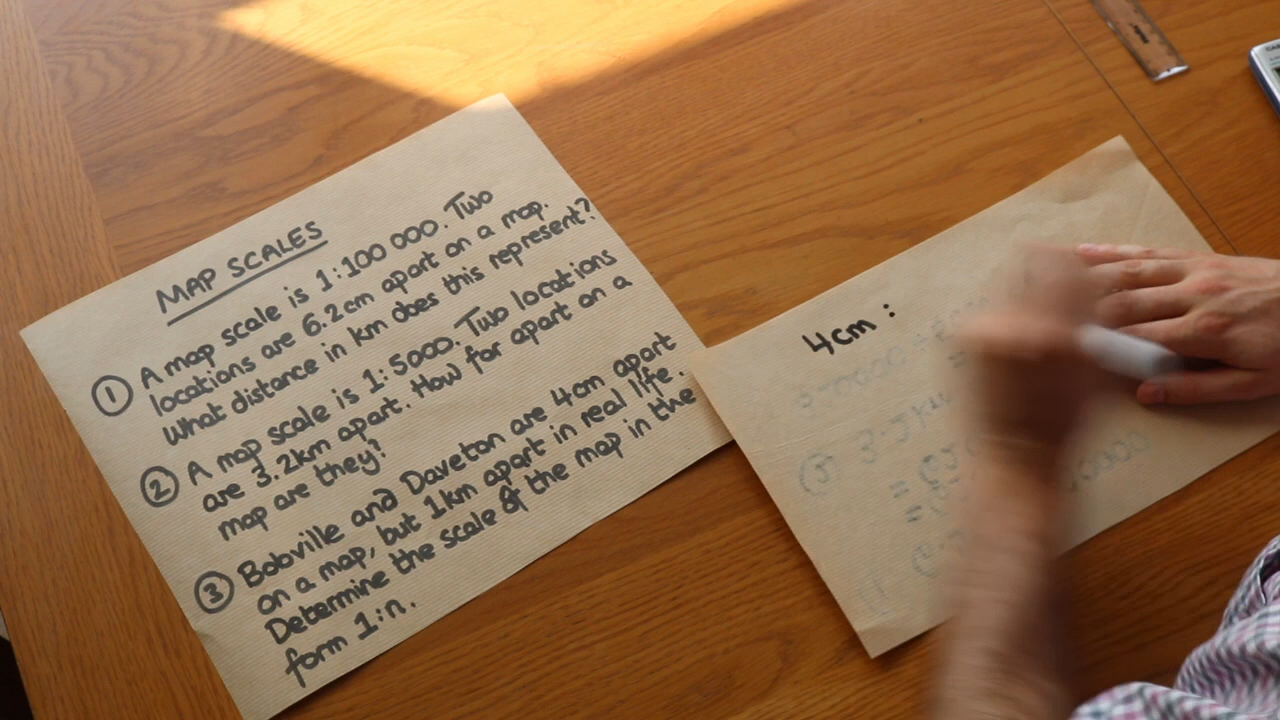 MAP SCALES
① A map scale is 1:100 000. Two
locations are 6.2cm apart on a map.
What distance in km does this represent?
② A map scale is 1:5000. Two locations
are 3.2km apart. How far apart on a
map are they?
③ Bobville and Daveton are 4cm apart
on a map, but 1km apart in real life.
Determine the scale of the map in the
form 1:n.
4cm :